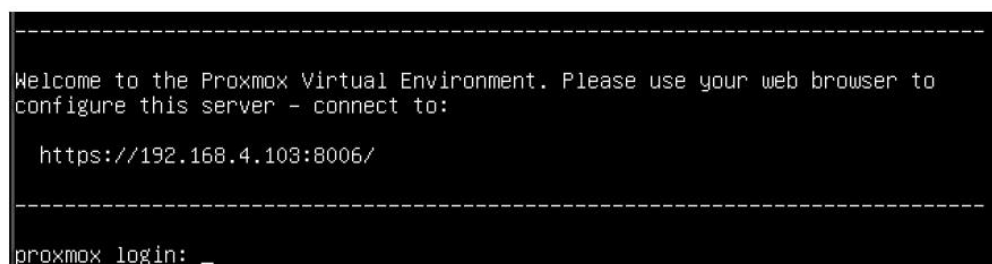 Welcome to the Proxmox Virtual Environment. Please use your web browser to
configure this server - connect to:
https://192.168.4.103:8006/
proxmox login: _